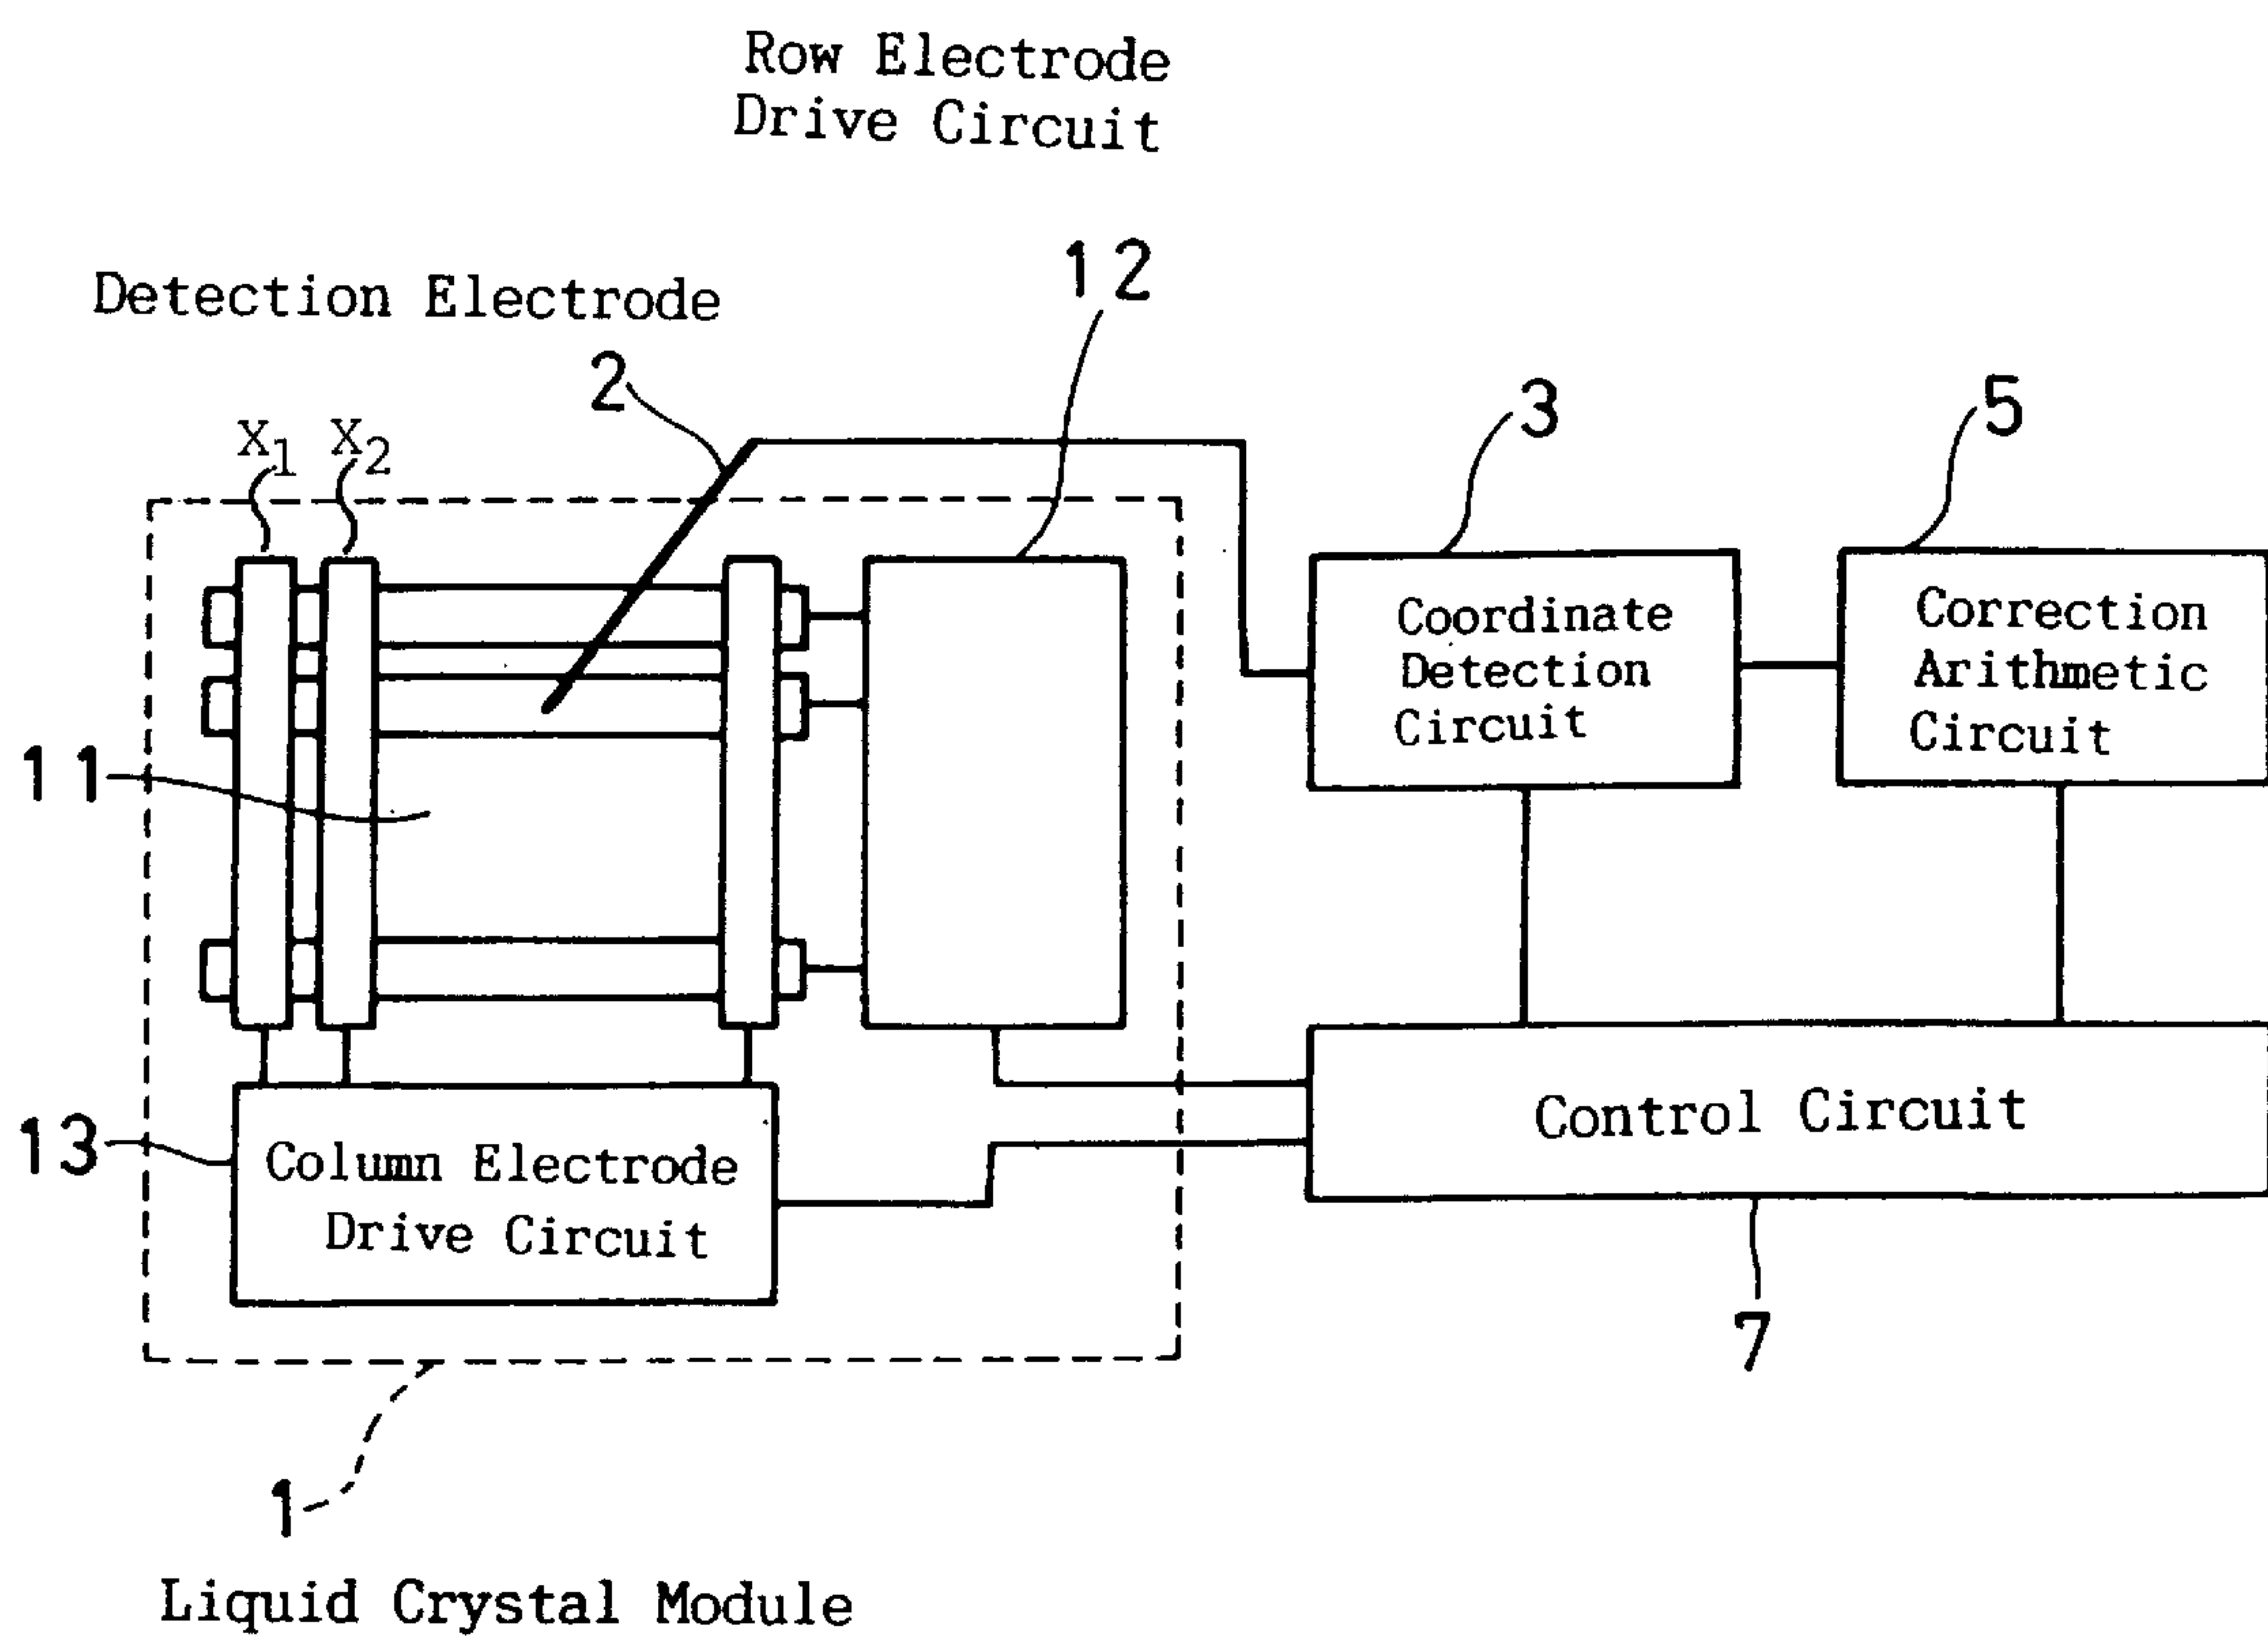 Row Electrode
Drive Circuit
12
Detection Electrode
2
3
5
X1
X2
Coordinate
Detection
Circuit
Correction
Arithmetic
Circuit
11
13
Column Electrode
Drive Circuit
Control Circuit
7
1
Liquid Crystal Module